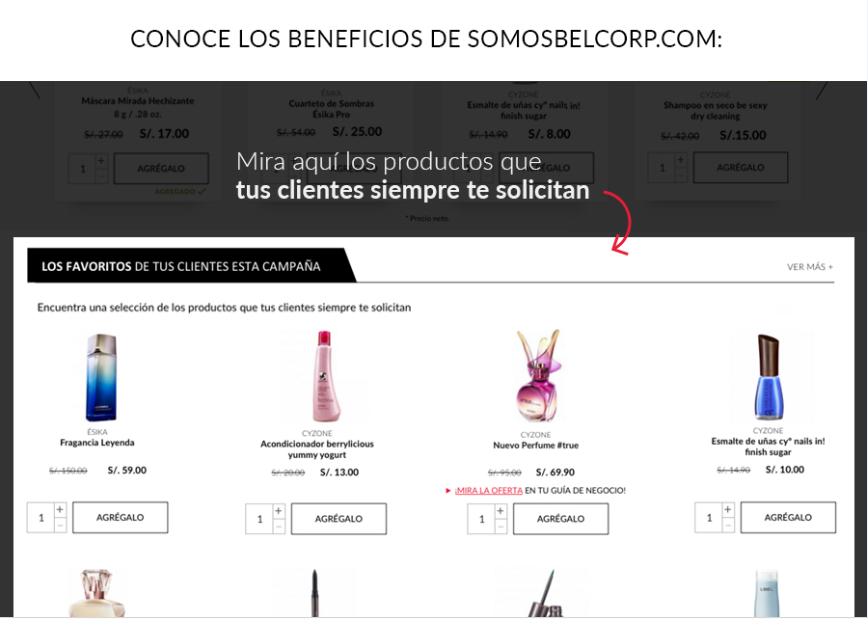 CONOCE LOS BENEFICIOS DE SOMOSBELCORP.COM:
ÉSIKA
Máscara Mirada Hechizante
8 g / .28 oz.
S/. 27.00 S/. 17.00
1 + AGRÉGALO
AGREGADO
ÉSIKA
Cuarteto de Sombras
Ésika Pro
S/. 54.00 S/. 25.00
CYZONE
Esmalte de uñas cy° nails in!
finish sugar
S/. 14.90 S/. 8.00
CYZONE
Shampoo en seco be sexy
dry cleaning
S/. 42.00 S/.15.00
1 + AGRÉGALO
Mira aquí los productos que
tus clientes siempre te solicitan
* Precio neto.
LOS FAVORITOS DE TUS CLIENTES ESTA CAMPAÑA
VER MÁS +
Encuentra una selección de los productos que tus clientes siempre te solicitan
ÉSIKA
Fragancia Leyenda
S/. 150.00 S/. 59.00
1 + - AGRÉGALO
CYZONE
Acondicionador berrylicious
yummy yogurt
S/. 20.00 S/. 13.00
1 + - AGRÉGALO
CYZONE
Nuevo Perfume #true
S/. 95.00 S/. 69.90
¡MIRA LA OFERTA EN TU GUÍA DE NEGOCIO!
1 + - AGRÉGALO
CYZONE
Esmalte de uñas cy° nails in!
finish sugar
S/. 14.90 S/. 10.00
1 + - AGRÉGALO